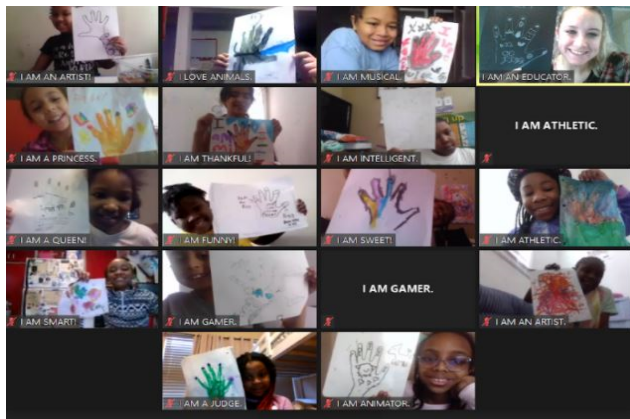 I AM AN ARTIST!
I LOVE ANIMALS.
I AM MUSICAL.
I AM AN EDUCATOR.
I AM A PRINCESS.
I AM THANKFUL!
I AM INTELLIGENT.
I AM ATHLETIC.
I AM A QUEEN!
I AM FUNNY!
I AM SWEET!
I AM ATHLETIC.
I AM SMART!
I AM GAMER.
I AM GAMER.
I AM AN ARTIST.
I AM A JUDGE.
I AM ANIMATOR.